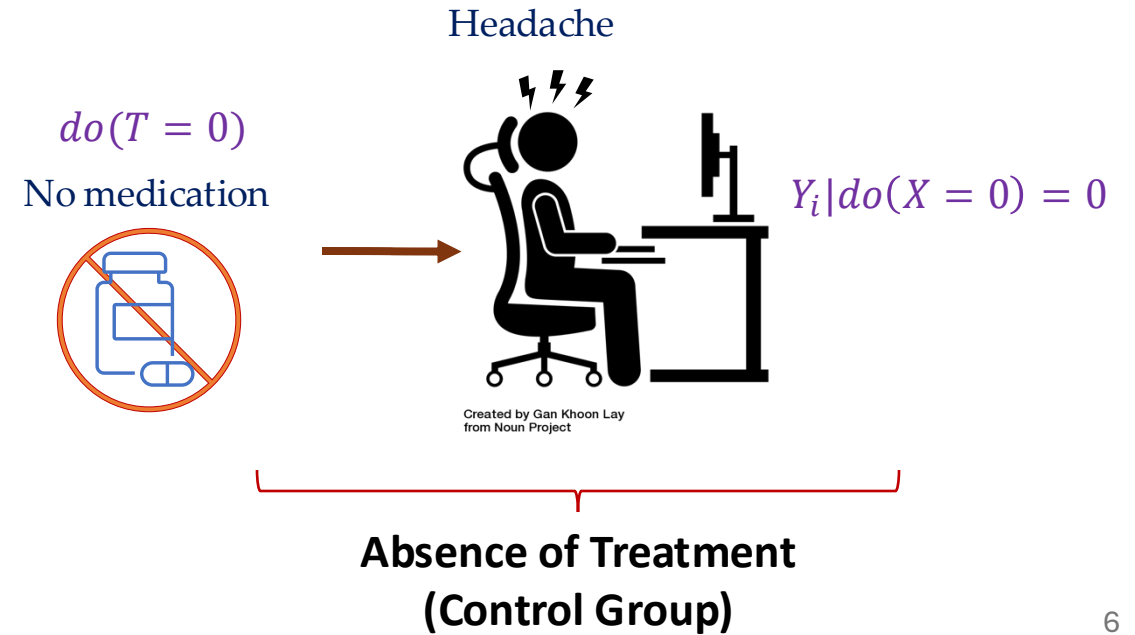 Headache
do(T = 0)
No medication
Y_i|do(X = 0) = 0
Created by Gan Khoon Lay
from Noun Project
Absence of Treatment
(Control Group)
6